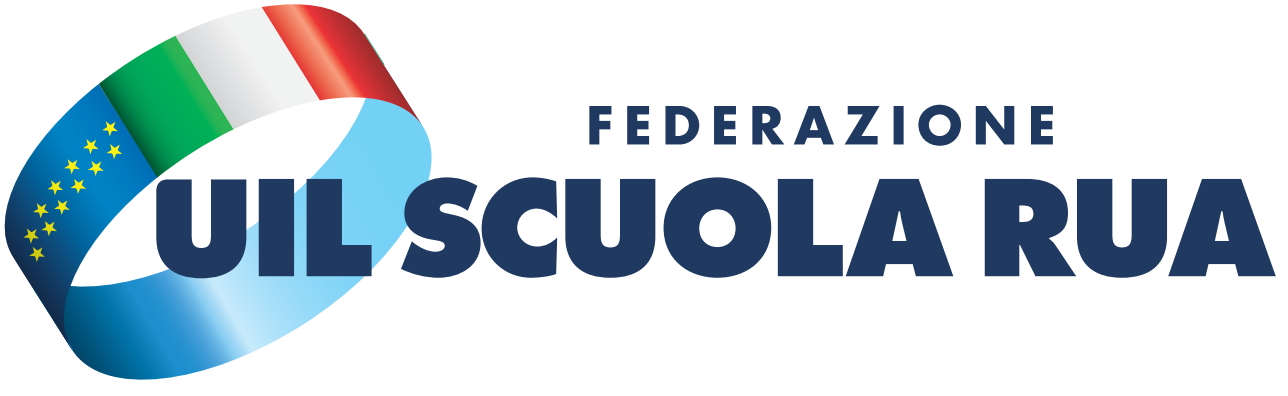 FEDERAZIONE
UIL SCUOLA RUA